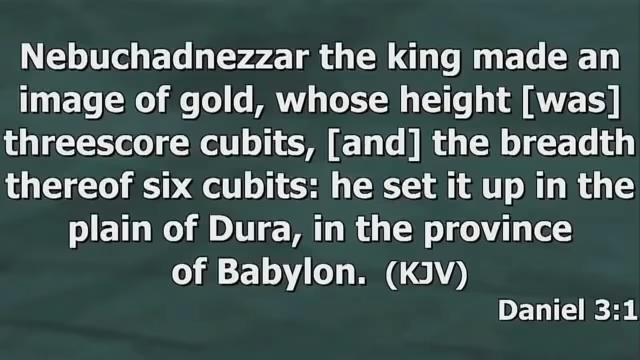 Nebuchadnezzar the king made an
image of gold, whose height [was]
threescore cubits, [and] the breadth
thereof six cubits: he set it up in the
plain of Dura, in the province
of Babylon. (KJV)
Daniel 3:1